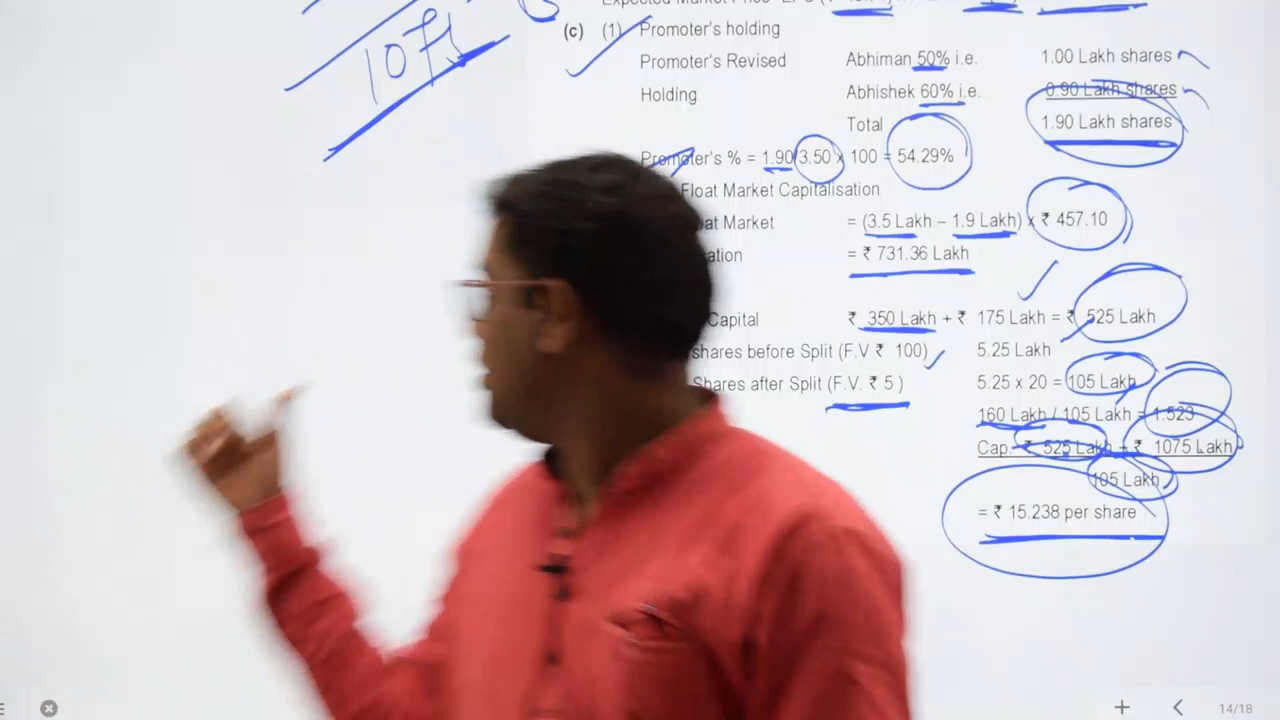 10
(c) (1) Promoter's holding
Promoter's Revised Abhiman 50% i.e. 1.00 Lakh shares
Holding Abhishek 60% i.e. 0.90 Lakh shares
Total 1.90 Lakh shares
Promoter's % = 1.90/3.50 x 100 = 54.29%
Float Market Capitalisation
Market = (3.5 Lakh – 1.9 Lakh) x ₹ 457.10
= ₹ 731.36 Lakh
Capital ₹ 350 Lakh + ₹ 175 Lakh = ₹ 525 Lakh
shares before Split (F.V ₹ 100) 5.25 Lakh
Shares after Split (F.V. ₹ 5 ) 5.25 x 20 = 105 Lakh
160 Lakh / 105 Lakh = 1.523
Cap. ₹ 525 Lakh + ₹ 1075 Lakh
105 Lakh
= ₹ 15.238 per share
14/18